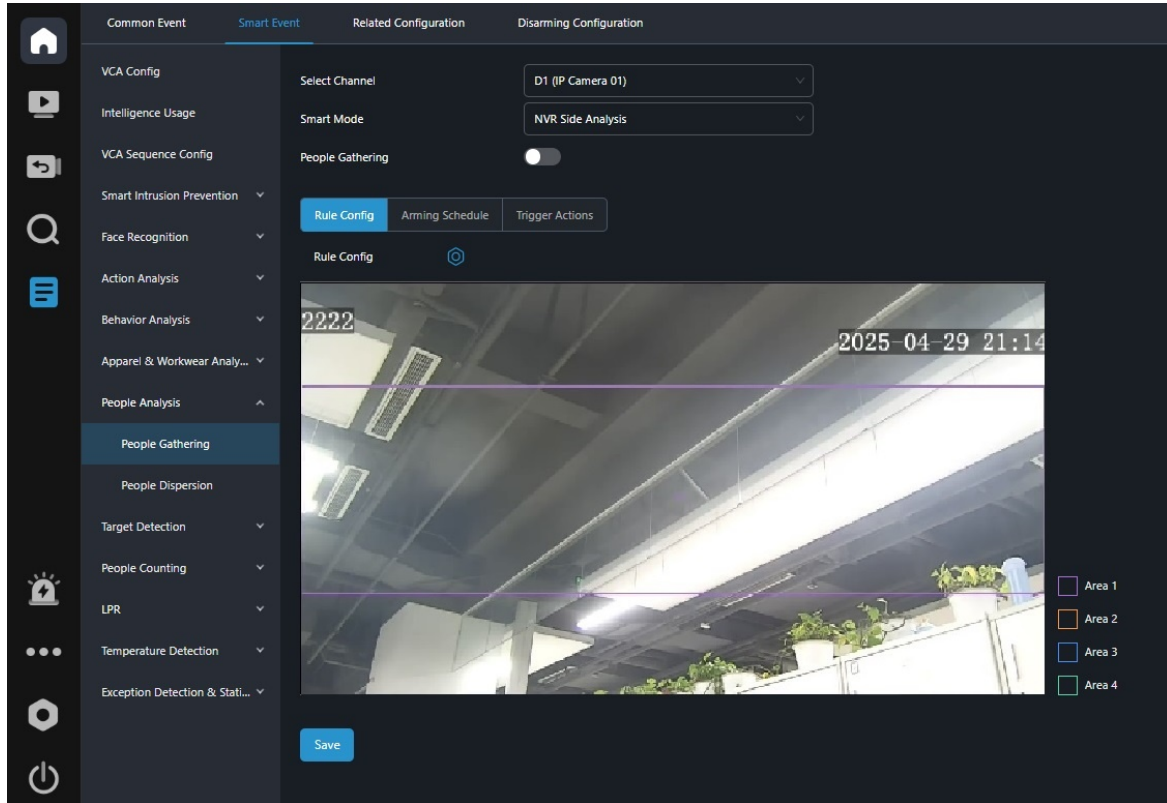 Common Event Smart Event Related Configuration Disarming Configuration
VCA Config
Intelligence Usage
VCA Sequence Config
Smart Intrusion Prevention
Face Recognition
Action Analysis
Behavior Analysis
Apparel & Workwear Analy...
People Analysis
People Gathering
People Dispersion
Target Detection
People Counting
LPR
Temperature Detection
Exception Detection & Stati...
Select Channel D1 (IP Camera 01)
Smart Mode NVR Side Analysis
People Gathering
Rule Config Arming Schedule Trigger Actions
Rule Config
2222
2025-04-29 21:14
Area 1
Area 2
Area 3
Area 4
Save